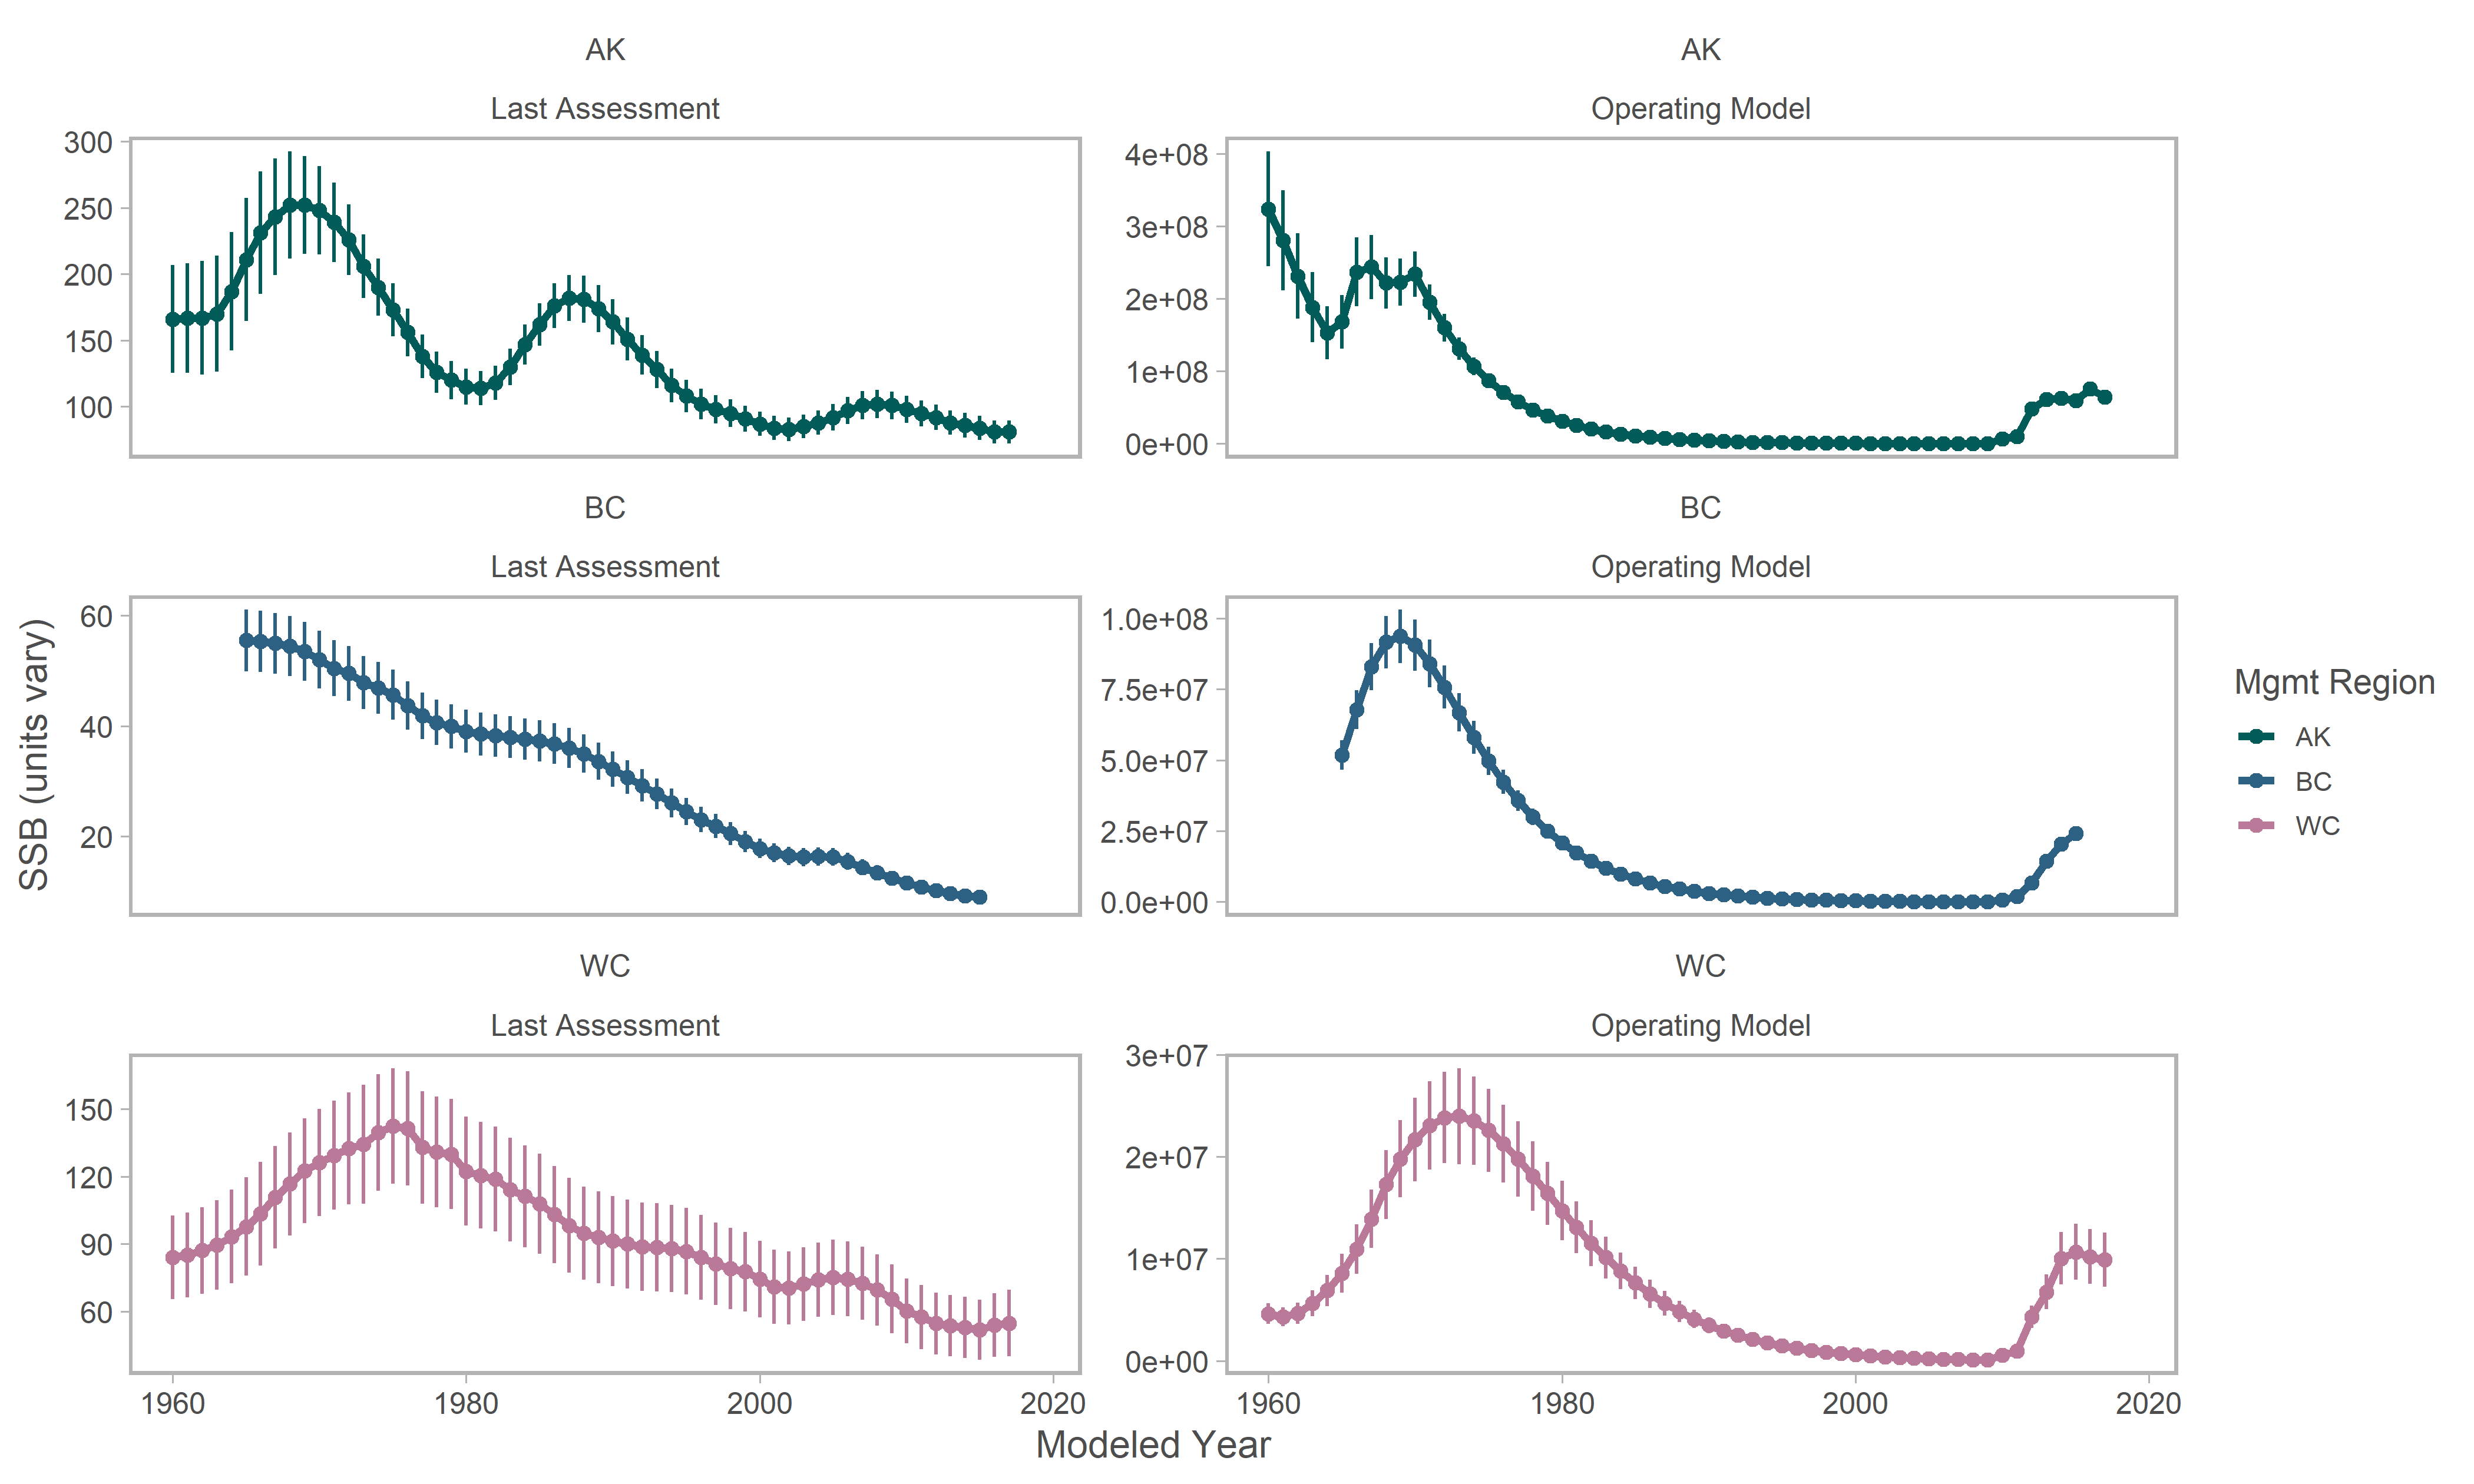 AK
Last Assessment
300
250
200
150
100
AK
Operating Model
4e+08
3e+08
2e+08
1e+08
0e+00
BC
Last Assessment
60
40
20
BC
Operating Model
1.0e+08
7.5e+07
5.0e+07
2.5e+07
0.0e+00
WC
Last Assessment
150
120
90
60
1960
1980
2000
2020
WC
Operating Model
3e+07
2e+07
1e+07
0e+00
1960
1980
2000
2020
SSB (units vary)
Modeled Year
Mgmt Region
AK
BC
WC